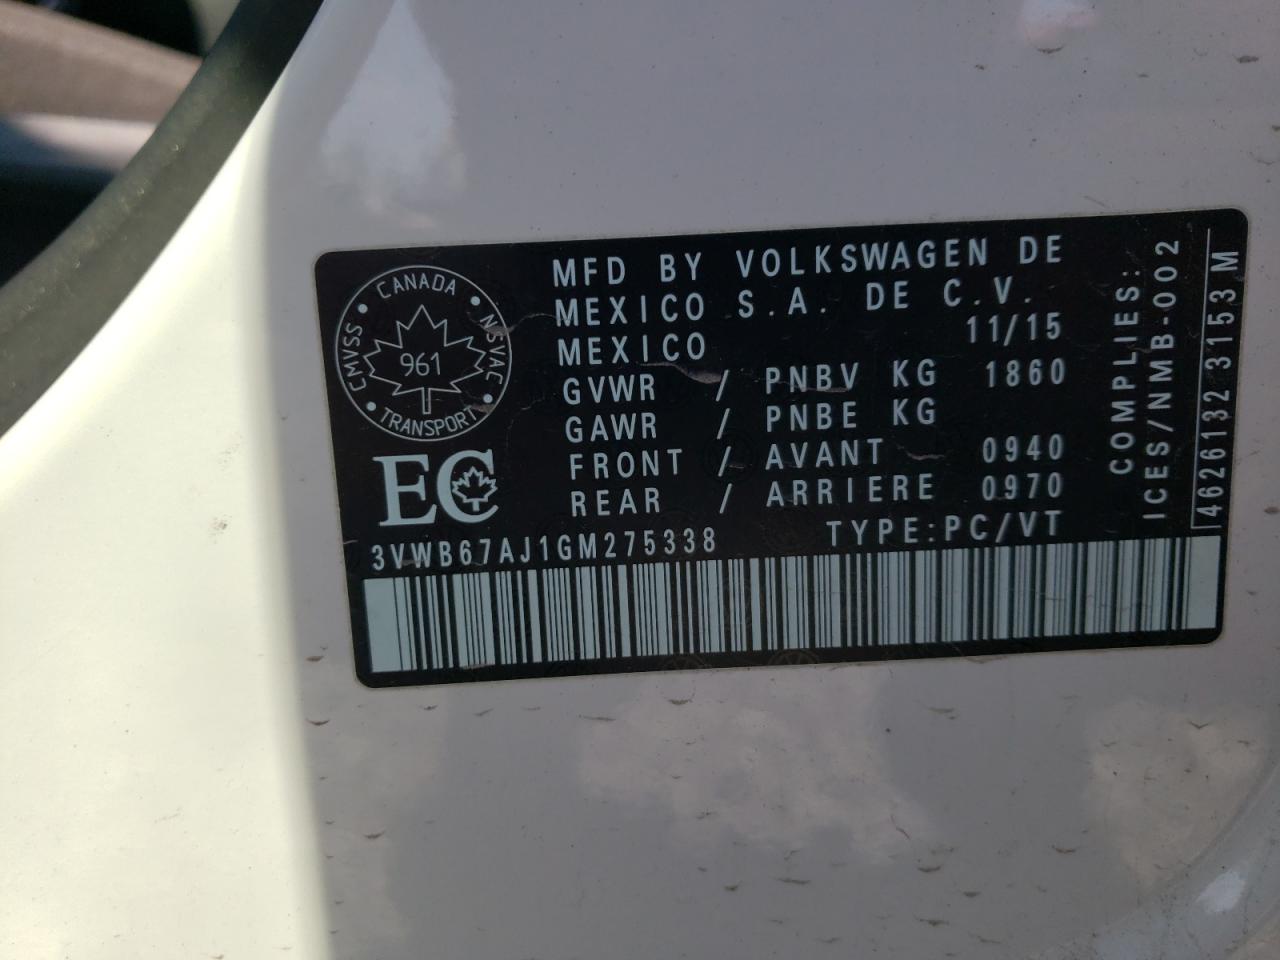 CANADA
CMVSS
NSVAC
961
TRANSPORT
EC
MFD BY VOLKSWAGEN DE
MEXICO S.A. DE C.V.
MEXICO 11/15
GVWR / PNBV KG 1860
GAWR / PNBE KG
FRONT / AVANT 0940
REAR / ARRIERE 0970
3VWB67AJ1GM275338 TYPE:PC/VT
COMPLIES:
ICES/NMB-002
4626132 3153 M